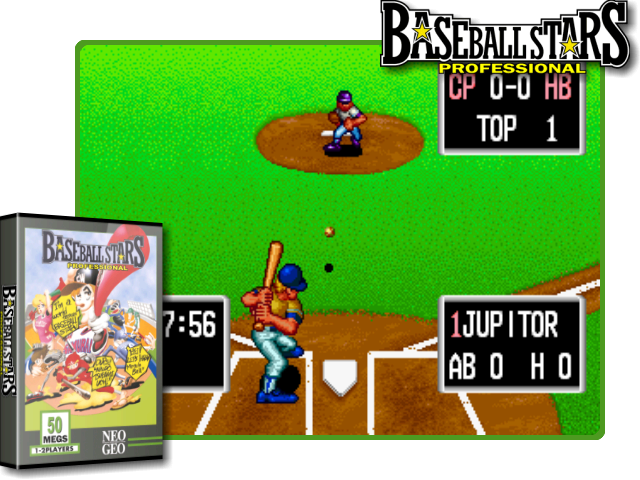 BASEBALL STARS
PROFESSIONAL
CP 0-0 HB
TOP 1
7:56
1JUPITOR
AB 0 H 0
BASEBALL STARS
BASEBALL STARS
PROFESSIONAL
50
MEGS
1-2PLAYERS
NEO
GEO